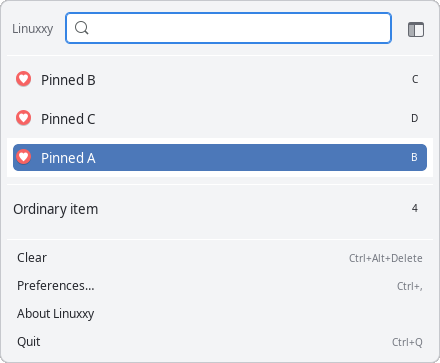 Linuxxy
Pinned B C
Pinned C D
Pinned A B
Ordinary item 4
Clear Ctrl+Alt+Delete
Preferences... Ctrl+,
About Linuxxy
Quit Ctrl+Q